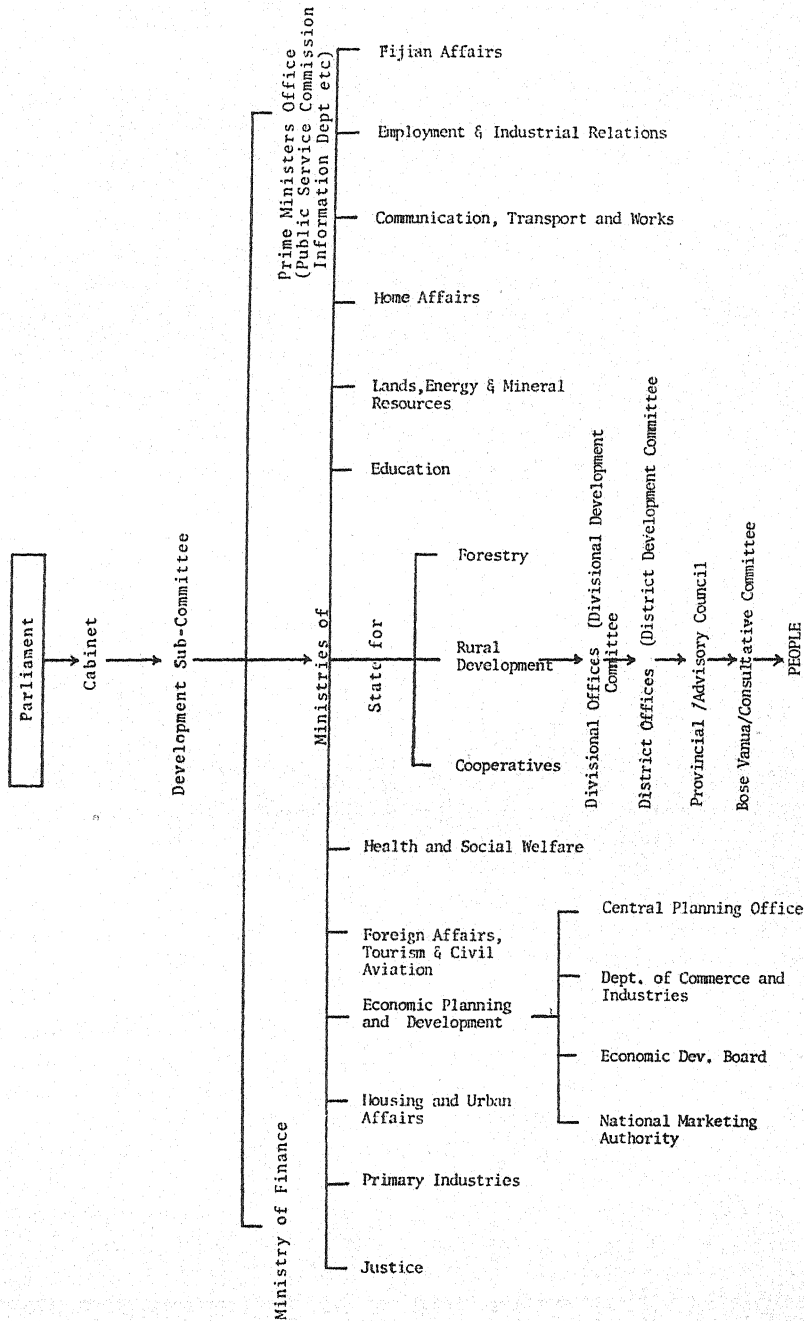 Parliament
Cabinet
Development Sub-Committee
Prime Ministers Office
(Public Service Commission
Information Dept etc)
Ministry of Finance
Ministries of
Fijian Affairs
Employment & Industrial Relations
Communication, Transport and Works
Home Affairs
Lands,Energy & Mineral
Resources
Education
State for
Forestry
Rural
Development
Cooperatives
Divisional Offices (Divisional Development
Committee
District Offices (District Development Committee
Provincial /Advisory Council
Bose Vanua/Consultative Committee
PEOPLE
Health and Social Welfare
Foreign Affairs,
Tourism & Civil
Aviation
Economic Planning
and Development
Central Planning Office
Dept. of Commerce and
Industries
Economic Dev. Board
National Marketing
Authority
Housing and Urban
Affairs
Primary Industries
Justice